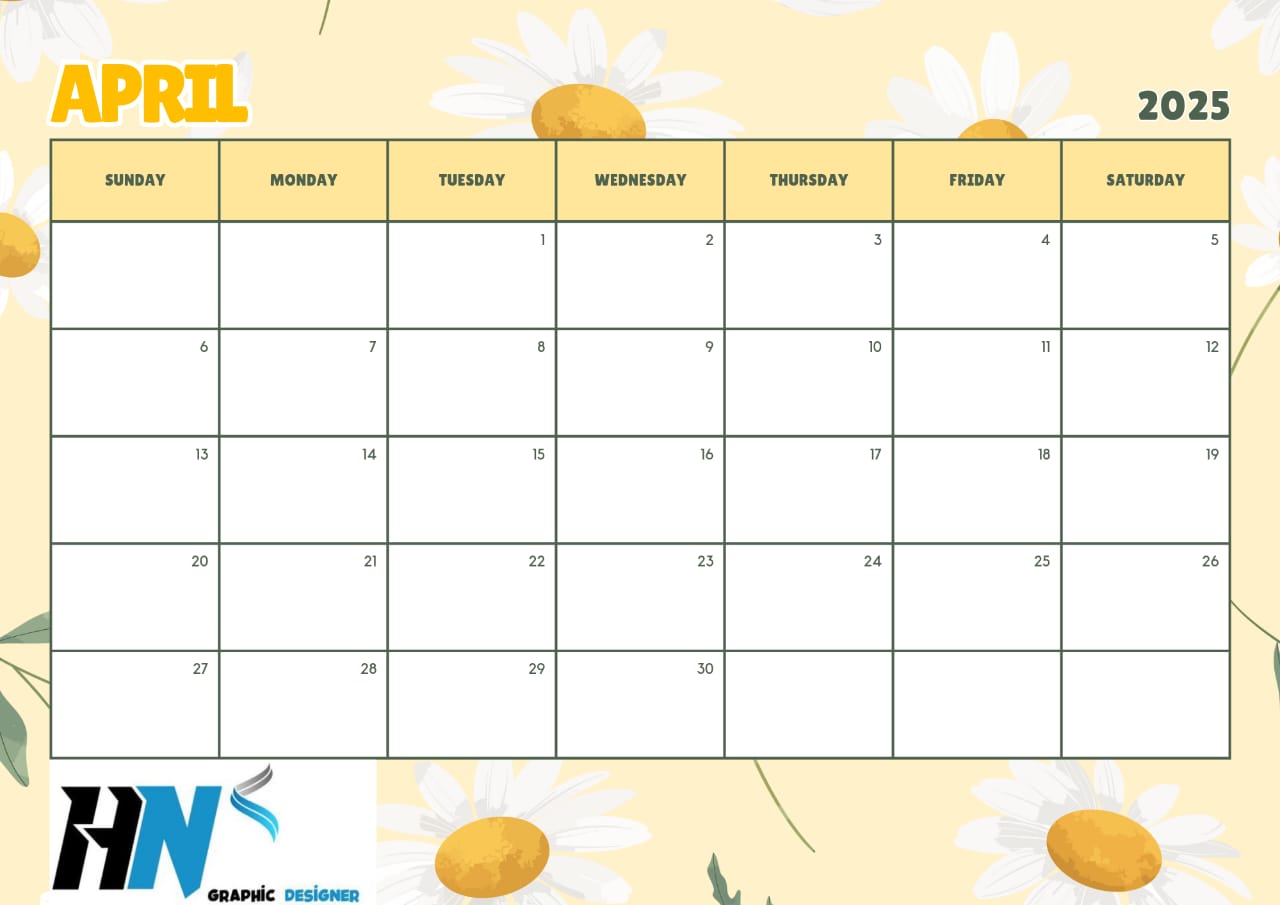 APRIL
2025
SUNDAY MONDAY TUESDAY WEDNESDAY THURSDAY FRIDAY SATURDAY
1 2 3 4 5
6 7 8 9 10 11 12
13 14 15 16 17 18 19
20 21 22 23 24 25 26
27 28 29 30
HN
GRAPHIC DESIGNER